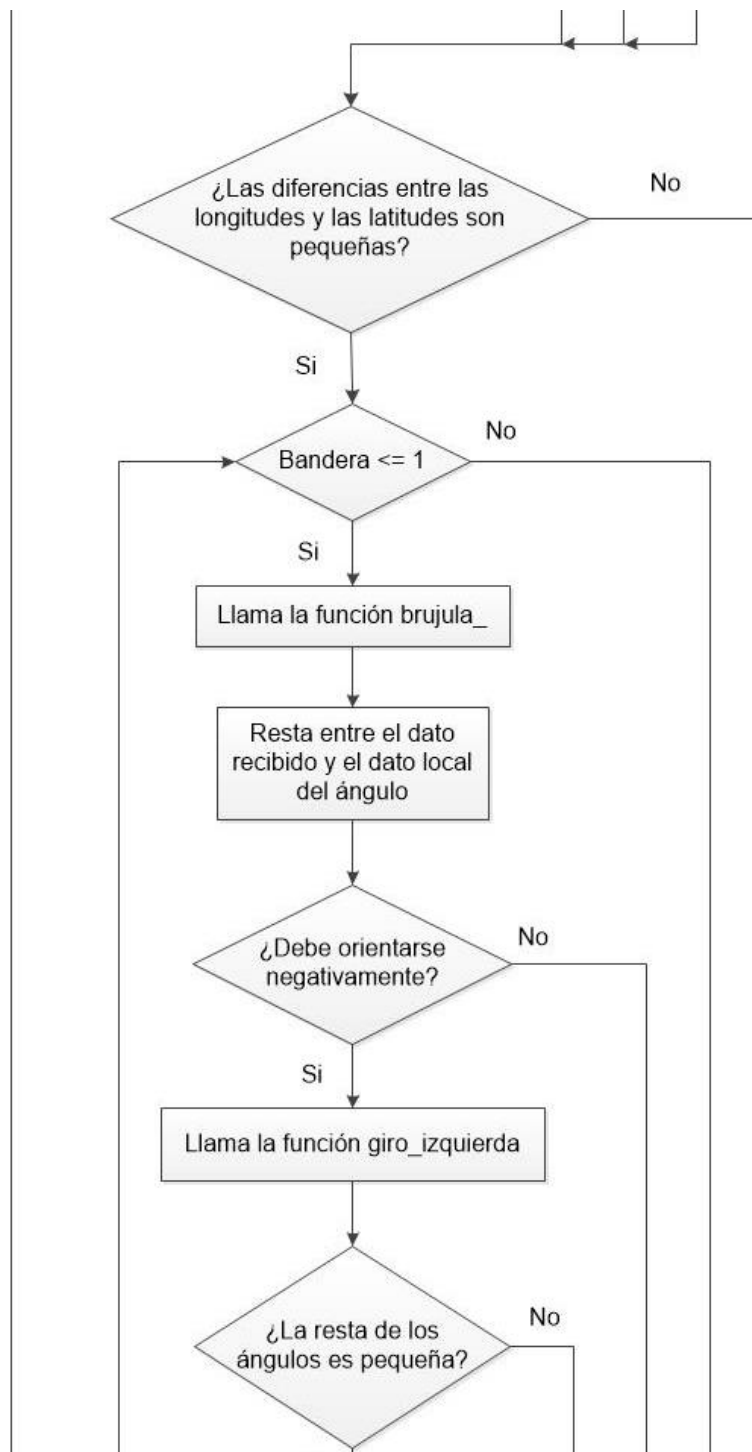 ¿Las diferencias entre las
longitudes y las latitudes son
pequeñas?
No
Si
Bandera <= 1
No
Si
Llama la función brujula_
Resta entre el dato
recibido y el dato local
del ángulo
¿Debe orientarse
negativamente?
No
Si
Llama la función giro_izquierda
¿La resta de los
ángulos es pequeña?
No